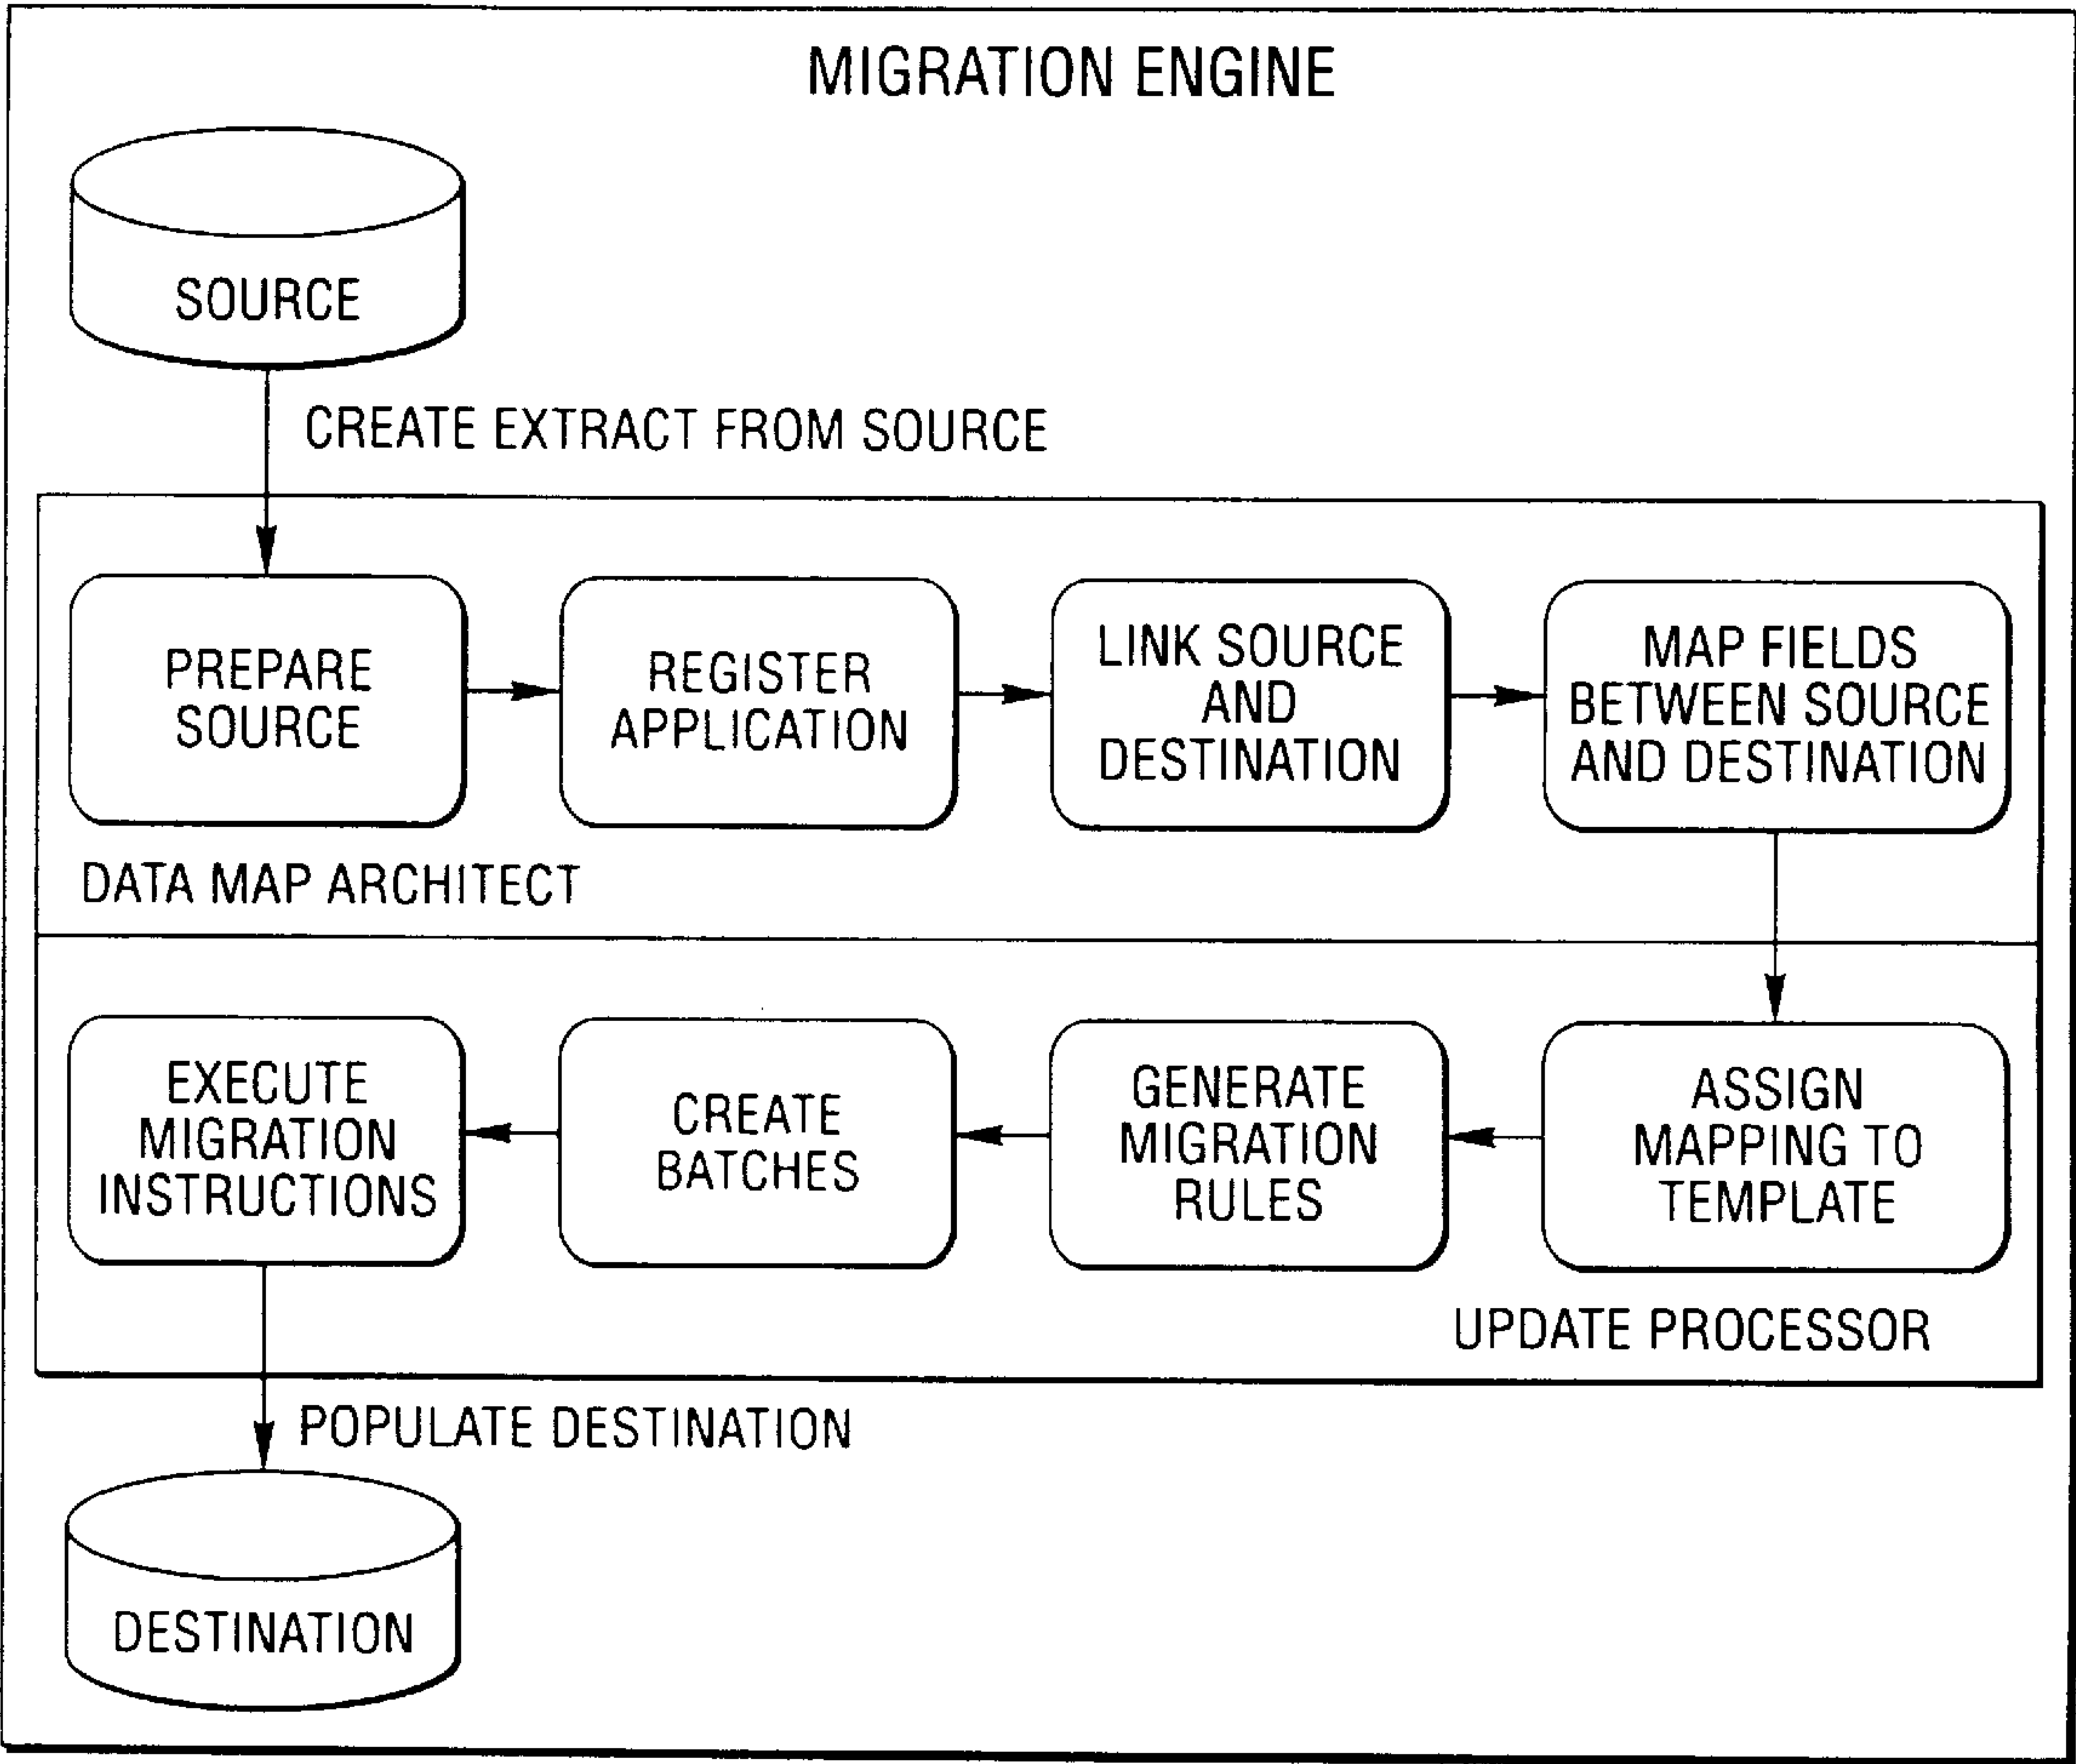 MIGRATION ENGINE
SOURCE
CREATE EXTRACT FROM SOURCE
PREPARE
SOURCE
REGISTER
APPLICATION
LINK SOURCE
AND
DESTINATION
MAP FIELDS
BETWEEN SOURCE
AND DESTINATION
DATA MAP ARCHITECT
EXECUTE
MIGRATION
INSTRUCTIONS
CREATE
BATCHES
GENERATE
MIGRATION
RULES
ASSIGN
MAPPING TO
TEMPLATE
UPDATE PROCESSOR
POPULATE DESTINATION
DESTINATION